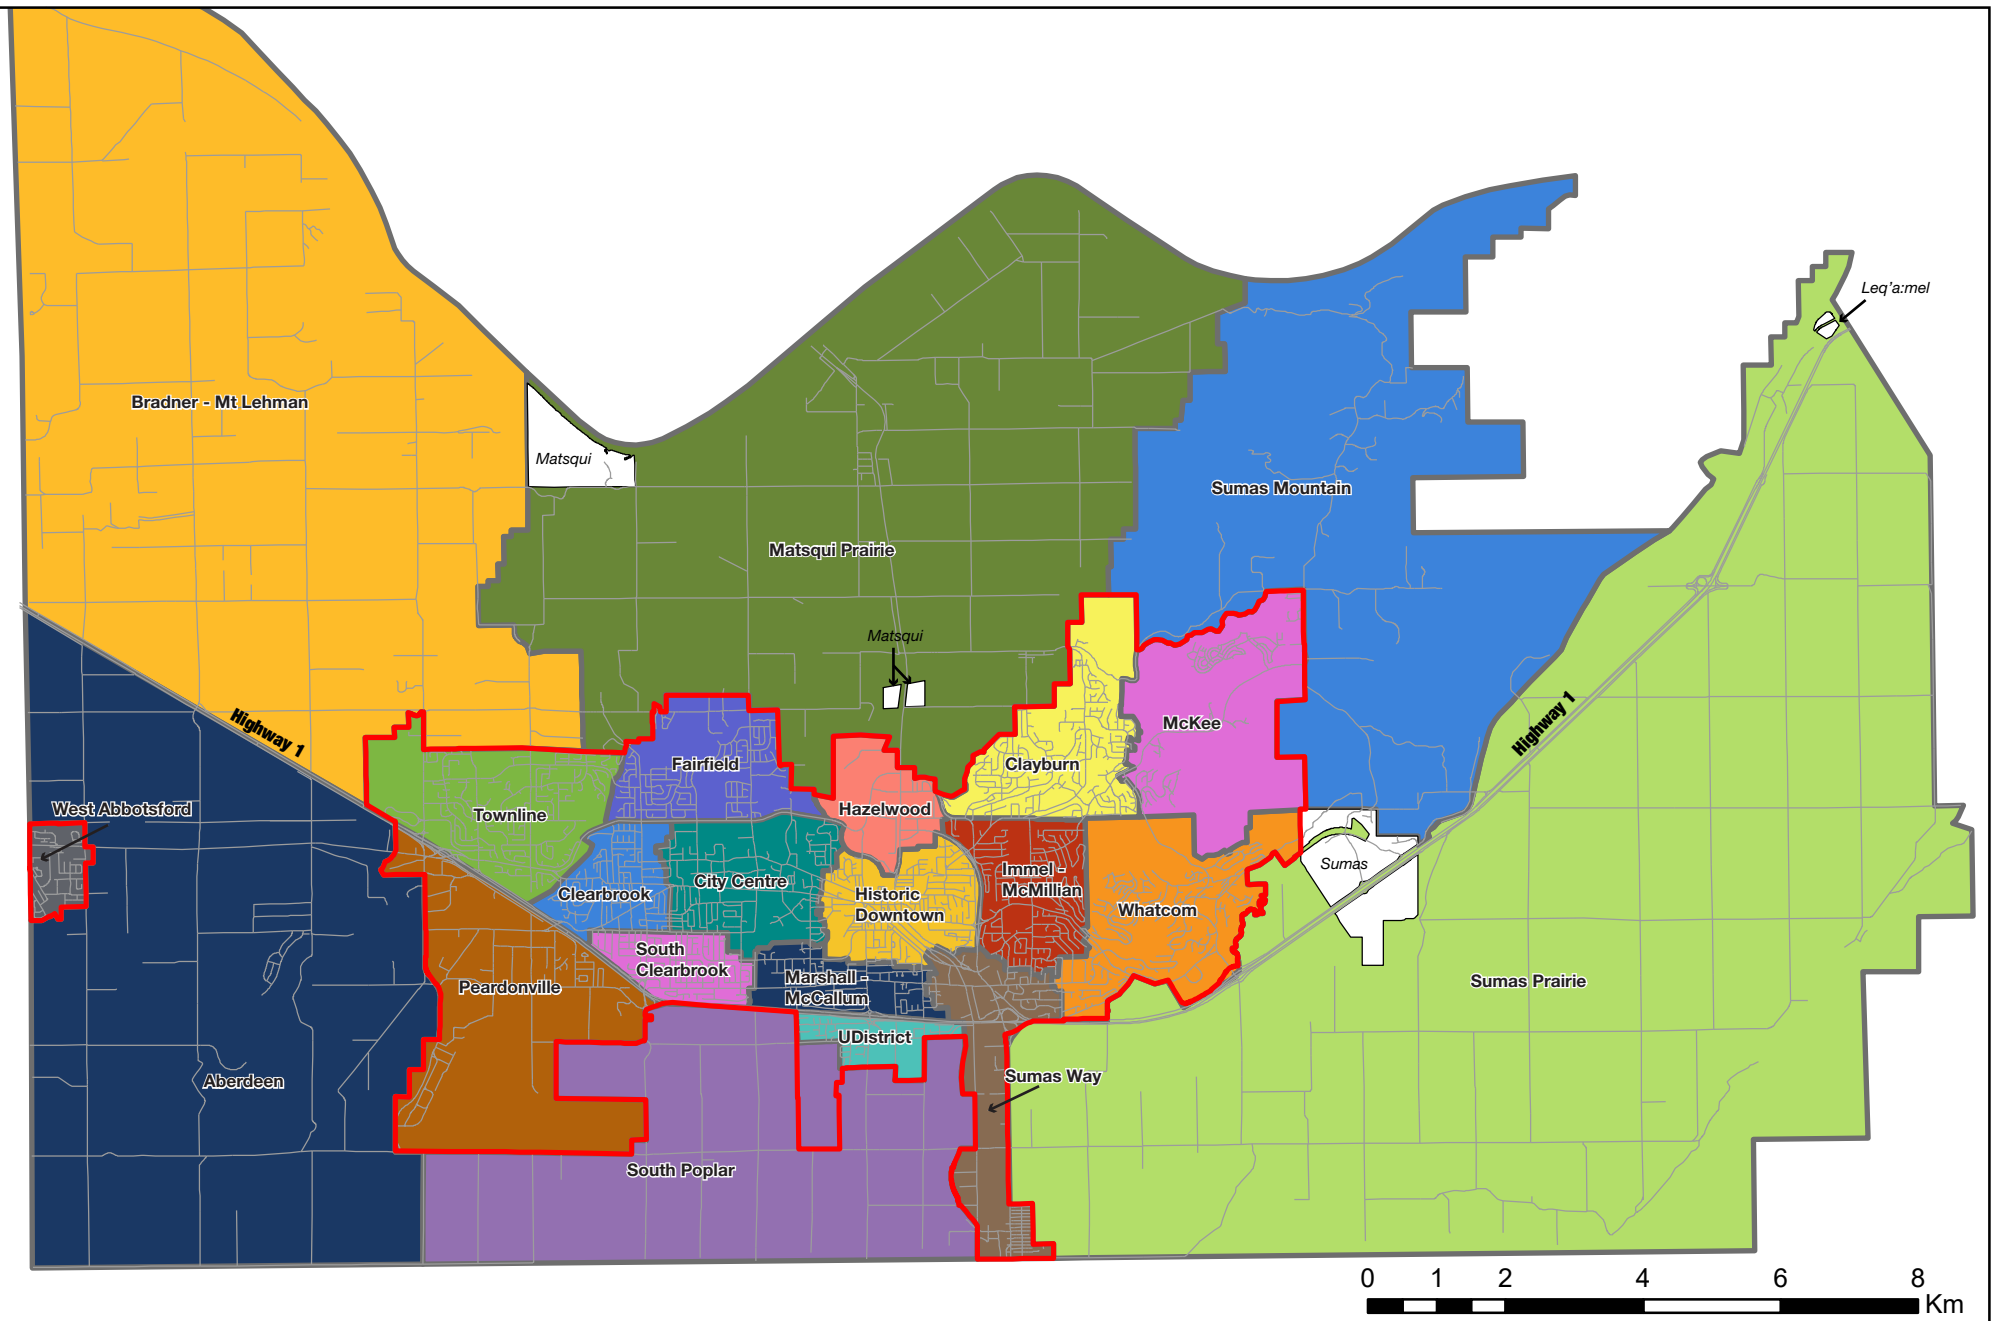 Leq'a:mel
Bradner - Mt Lehman
Matsqui
Sumas Mountain
Matsqui Prairie
Matsqui
Highway 1
Highway 1
McKee
Fairfield
Clayburn
West Abbotsford
Hazelwood
Townline
Sumas
Immel -
McMillian
City Centre
Clearbrook
Historic
Downtown
Whatcom
South
Clearbrook
Marshall -
McCallum
Peardonville
Sumas Prairie
UDistrict
Aberdeen
Sumas Way
South Poplar
0 1 2 4 6 8
Km